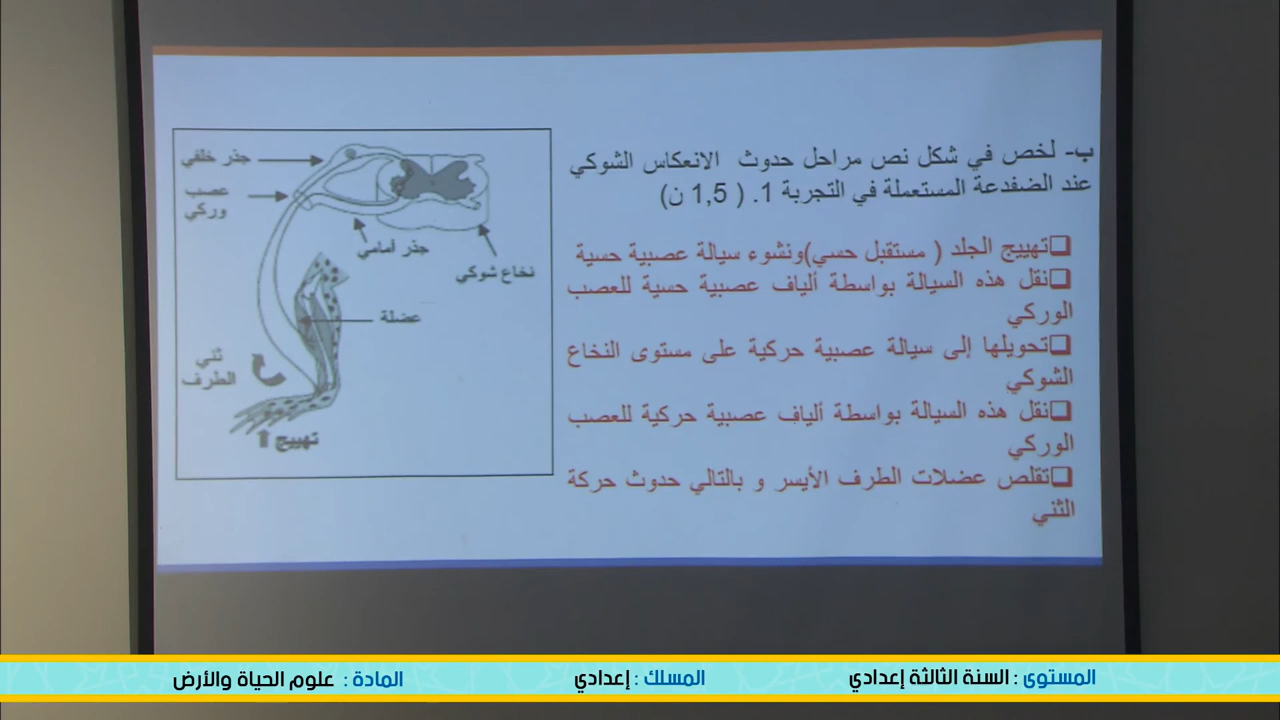 ب- لخص في شكل نص مراحل حدوث الانعكاس الشوكي
عند الضفدعة المستعملة في التجربة 1. ( 1,5 ن)
❑تهييج الجلد ( مستقبل حسي)ونشوء سيالة عصبية حسية
❑نقل هذه السيالة بواسطة ألياف عصبية حسية للعصب
الوركي
❑تحويلها إلى سيالة عصبية حركية على مستوى النخاع
الشوكي
❑نقل هذه السيالة بواسطة ألياف عصبية حركية للعصب
الوركي
❑تقلص عضلات الطرف الأيسر و بالتالي حدوث حركة
الثني
جذر خلفي
عصب
وركي
جذر أمامي
نخاع شوكي
عضلة
ثني
الطرف
تهييج
المستوى : السنة الثالثة إعدادي
المسلك : إعدادي
المادة : علوم الحياة والأرض